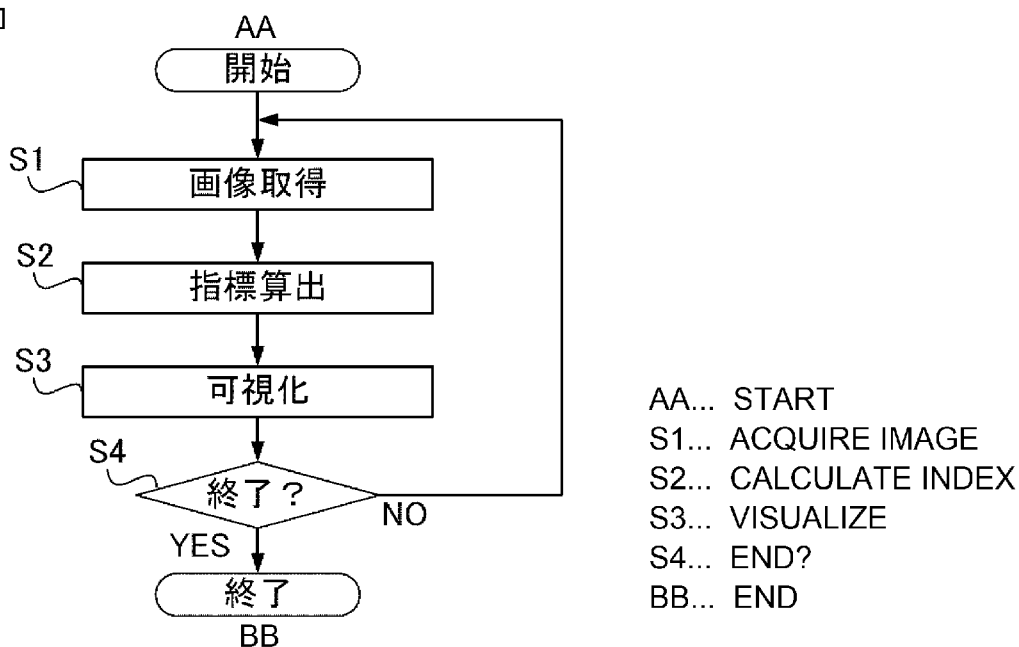 ]
AA
開始
S1
画像取得
S2
指標算出
S3
可視化
S4
終了?
NO
YES
終了
BB
AA... START
S1... ACQUIRE IMAGE
S2... CALCULATE INDEX
S3... VISUALIZE
S4... END?
BB... END